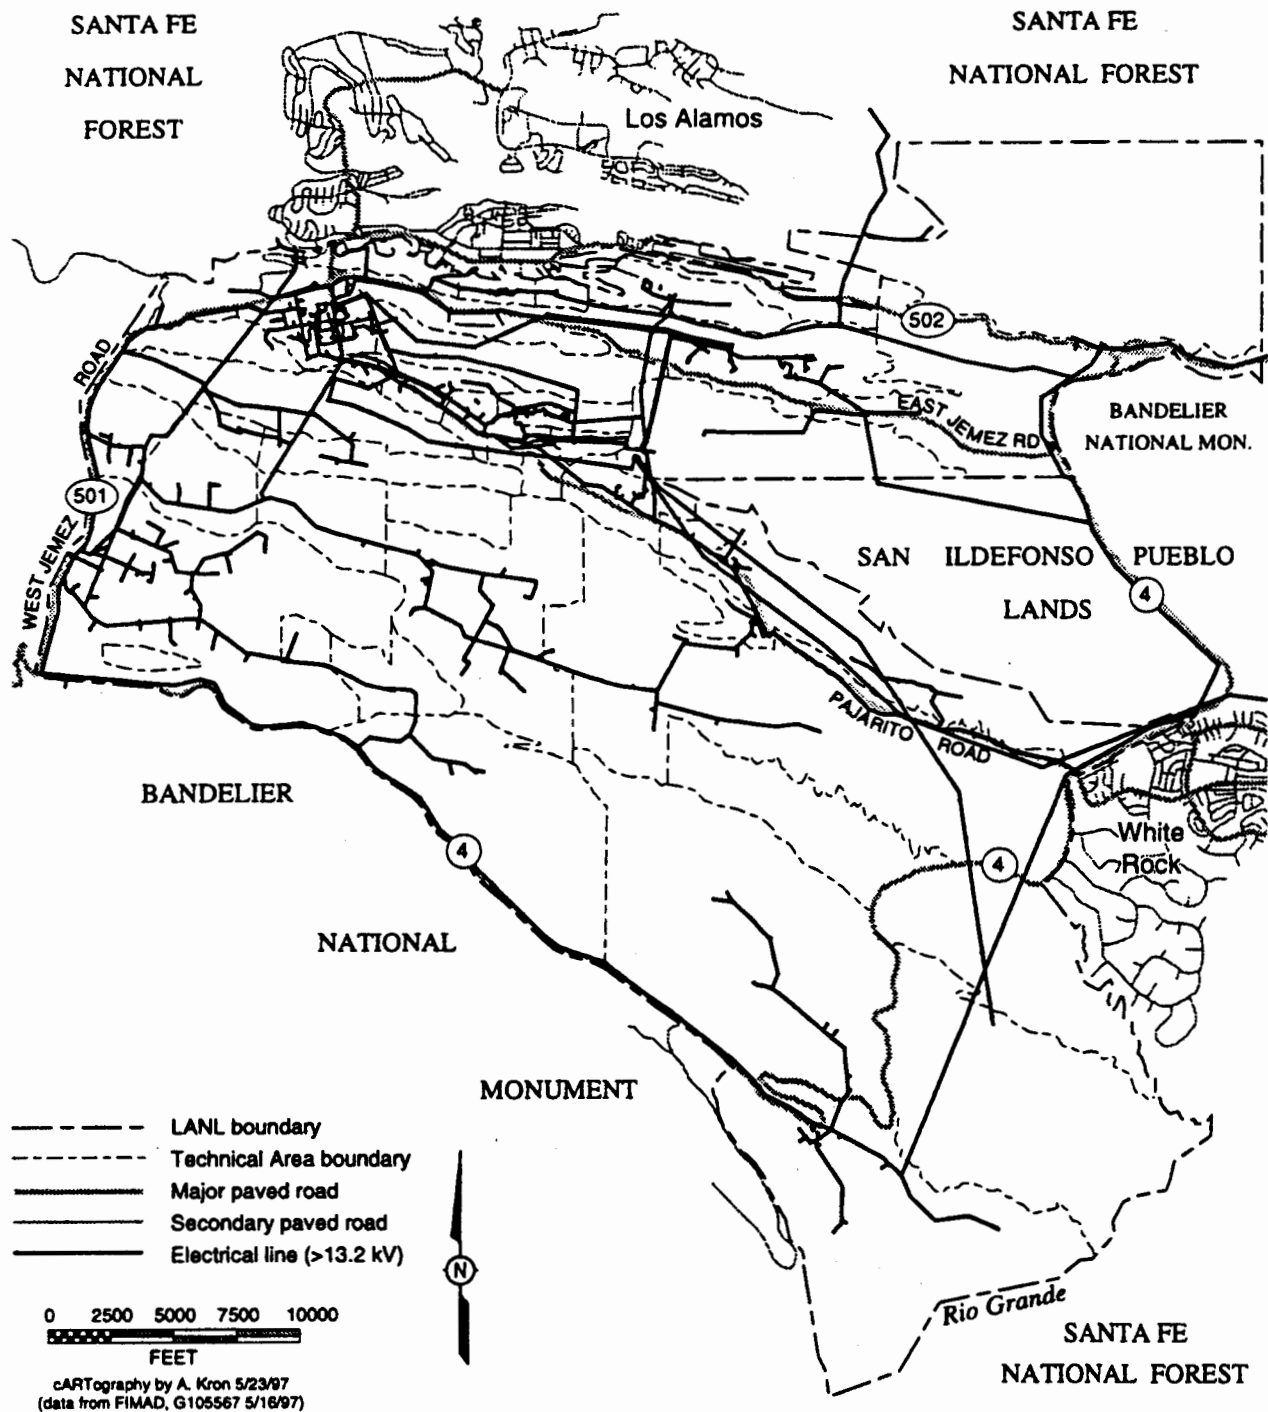 SANTA FE
NATIONAL
FOREST
SANTA FE
NATIONAL FOREST
Los Alamos
502
ROAD
EAST JEMEZ RD
BANDELIER
NATIONAL MON.
501
WEST JEMEZ
SAN ILDEFONSO PUEBLO
LANDS
4
PAJARITO ROAD
BANDELIER
White
Rock
4
4
NATIONAL
MONUMENT
LANL boundary
Technical Area boundary
Major paved road
Secondary paved road
Electrical line (>13.2 kV)
N
0 2500 5000 7500 10000
FEET
cARTography by A. Kron 5/23/97
(data from FIMAD, G105567 5/16/97)
Rio Grande
SANTA FE
NATIONAL FOREST